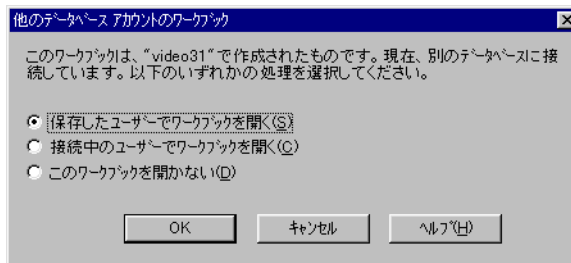 他のﾃﾞｰﾀﾍﾞｰｽ ｱｶｳﾝﾄのﾜｰｸﾌﾞｯｸ
このﾜｰｸﾌﾞｯｸは、“video31”で作成されたものです。現在、別のﾃﾞｰﾀﾍﾞｰｽに接
続しています。以下のいずれかの処理を選択してください。
保存したﾕｰｻﾞｰでﾜｰｸﾌﾞｯｸを開く(S)
接続中のﾕｰｻﾞｰでﾜｰｸﾌﾞｯｸを開く(C)
このﾜｰｸﾌﾞｯｸを開かない(D)
OK ｷｬﾝｾﾙ ﾍﾙﾌﾟ(H)